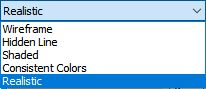 Realistic
Wireframe
Hidden Line
Shaded
Consistent Colors
Realistic